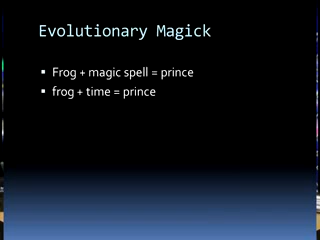 Evolutionary Magick
Frog + magic spell = prince
frog + time = prince